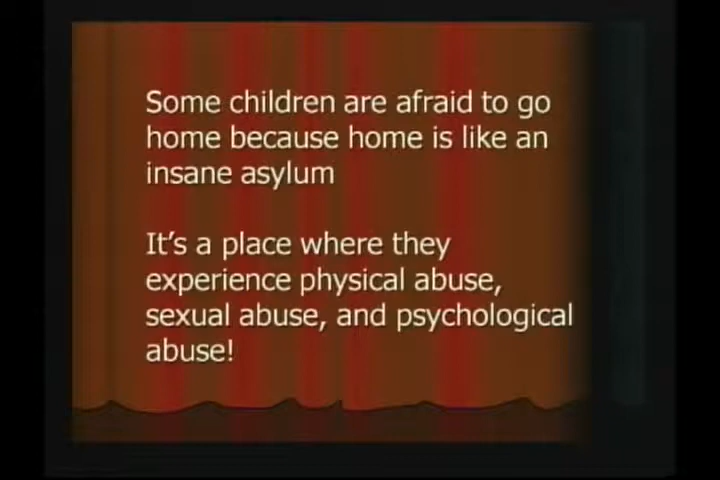 Some children are afraid to go
home because home is like an
insane asylum
It's a place where they
experience physical abuse,
sexual abuse, and psychological
abuse!